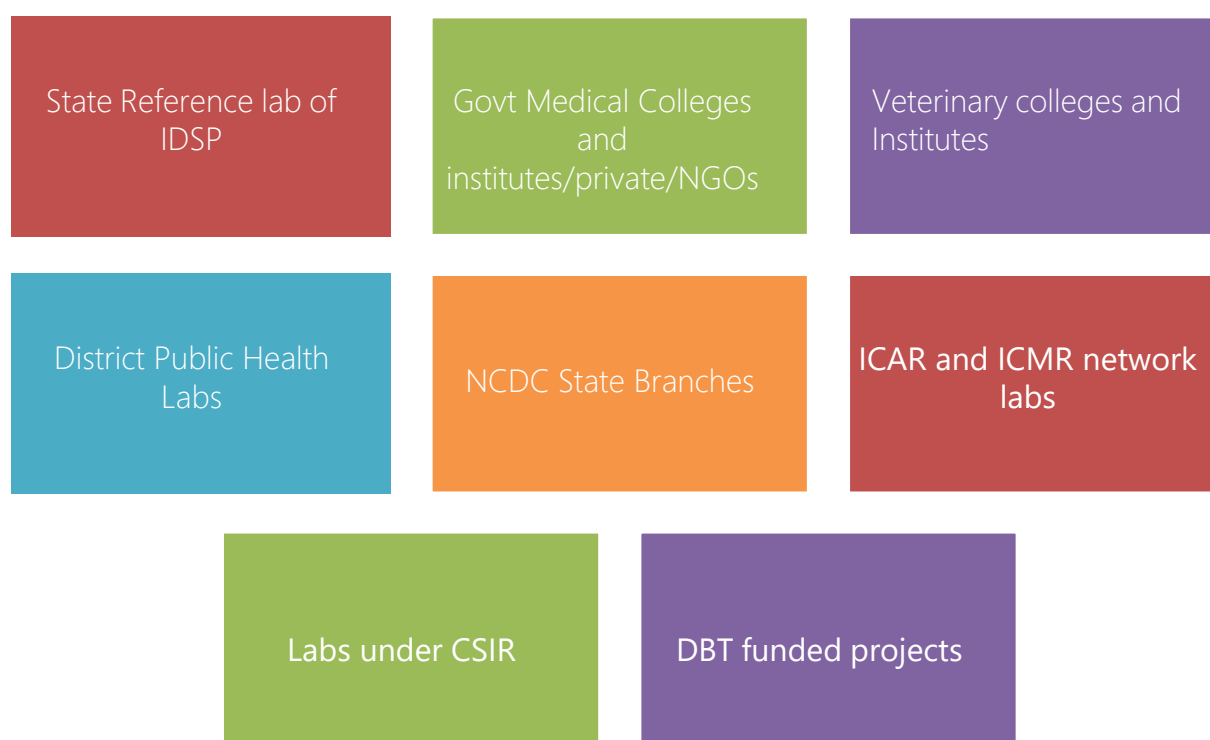 State Reference lab of
IDSP
Govt Medical Colleges
and
institutes/private/NGOs
Veterinary colleges and
Institutes
District Public Health
Labs
NCDC State Branches
ICAR and ICMR network
labs
Labs under CSIR
DBT funded projects